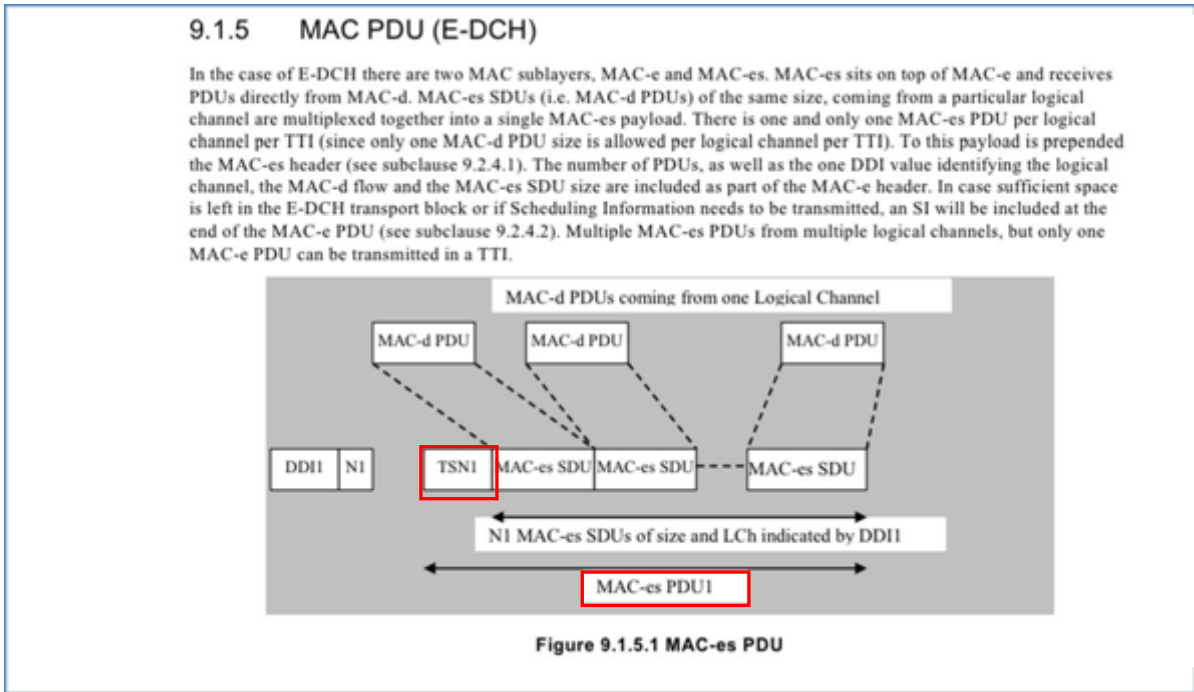 9.1.5 MAC PDU (E-DCH)
In the case of E-DCH there are two MAC sublayers, MAC-e and MAC-es. MAC-es sits on top of MAC-e and receives
PDUs directly from MAC-d. MAC-es SDUs (i.e. MAC-d PDUs) of the same size, coming from a particular logical
channel are multiplexed together into a single MAC-es payload. There is one and only one MAC-es PDU per logical
channel per TTI (since only one MAC-d PDU size is allowed per logical channel per TTI). To this payload is prepended
the MAC-es header (see subclause 9.2.4.1). The number of PDUs, as well as the one DDI value identifying the logical
channel, the MAC-d flow and the MAC-es SDU size are included as part of the MAC-e header. In case sufficient space
is left in the E-DCH transport block or if Scheduling Information needs to be transmitted, an SI will be included at the
end of the MAC-e PDU (see subclause 9.2.4.2). Multiple MAC-es PDUs from multiple logical channels, but only one
MAC-e PDU can be transmitted in a TTI.
MAC-d PDUs coming from one Logical Channel
MAC-d PDU MAC-d PDU MAC-d PDU
DDI1 N1 TSN1 MAC-es SDU MAC-es SDU MAC-es SDU
N1 MAC-es SDUs of size and LCh indicated by DDI1
MAC-es PDU1
Figure 9.1.5.1 MAC-es PDU